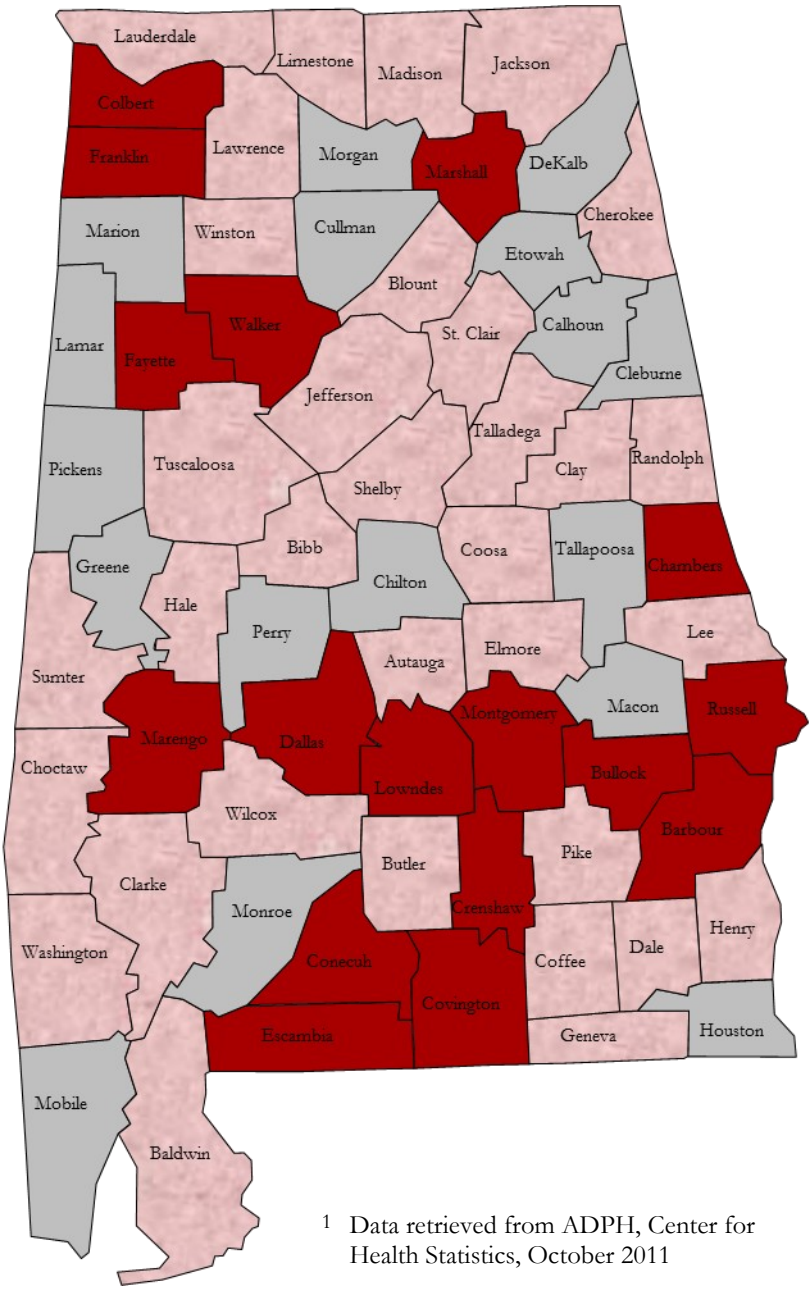 Lauderdale
Limestone
Madison
Jackson
Colbert
Franklin
Lawrence
Morgan
Marshall
DeKalb
Cherokee
Marion
Winston
Cullman
Etowah
Blount
Lamar
Fayette
Walker
St. Clair
Calhoun
Cleburne
Jefferson
Pickens
Tuscaloosa
Talladega
Clay
Randolph
Shelby
Greene
Bibb
Coosa
Tallapoosa
Chambers
Hale
Chilton
Perry
Lee
Sumter
Autauga
Elmore
Macon
Russell
Marengo
Dallas
Montgomery
Choctaw
Lowndes
Bullock
Wilcox
Barbour
Clarke
Butler
Pike
Monroe
Crenshaw
Henry
Washington
Conecuh
Coffee
Dale
Covington
Escambia
Geneva
Houston
Mobile
Baldwin
1 Data retrieved from ADPH, Center for
Health Statistics, October 2011